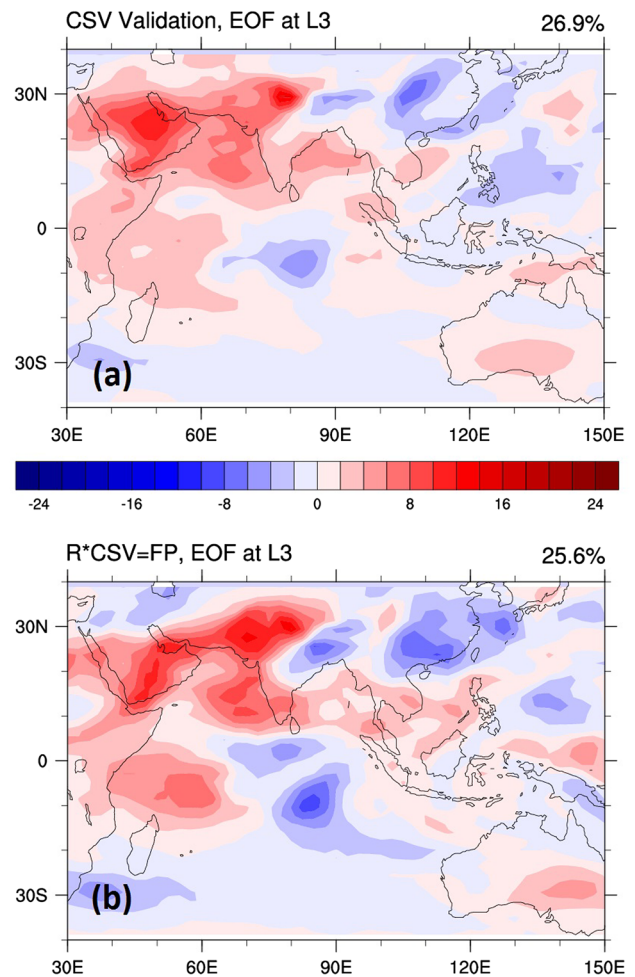 CSV Validation, EOF at L3 26.9%
30N
0
30S
(a)
30E 60E 90E 120E 150E
-24 -16 -8 0 8 16 24
R*CSV=FP, EOF at L3 25.6%
30N
0
30S
(b)
30E 60E 90E 120E 150E